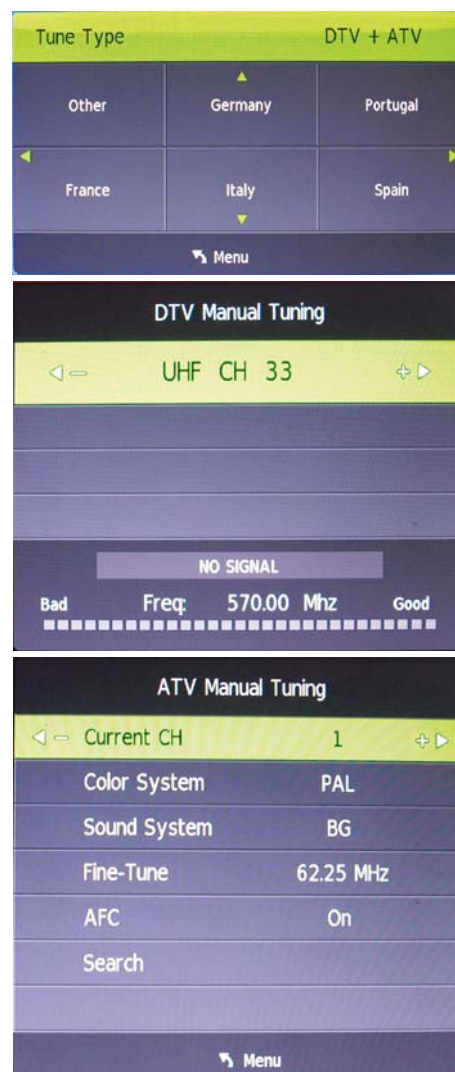 Tune Type DTV + ATV
Other Germany Portugal
France Italy Spain
Menu
DTV Manual Tuning
UHF CH 33
NO SIGNAL
Bad Freq: 570.00 Mhz Good
ATV Manual Tuning
Current CH 1
Color System PAL
Sound System BG
Fine-Tune 62.25 MHz
AFC On
Search
Menu